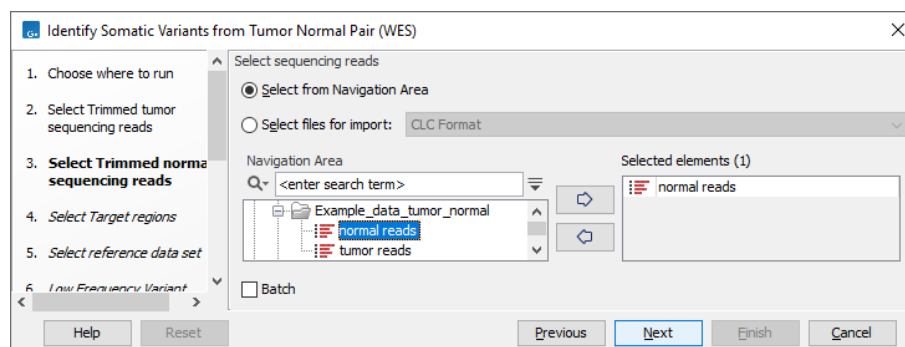 Identify Somatic Variants from Tumor Normal Pair (WES)
1. Choose where to run
2. Select Trimmed tumor
sequencing reads
3. Select Trimmed norma
sequencing reads
4. Select Target regions
5. Select reference data set
6. Low Frequency Variant
Select sequencing reads
Select from Navigation Area
Select files for import: CLC Format
Navigation Area
<enter search term>
Example_data_tumor_normal
normal reads
tumor reads
Selected elements (1)
normal reads
Batch
Help Reset Previous Next Finish Cancel